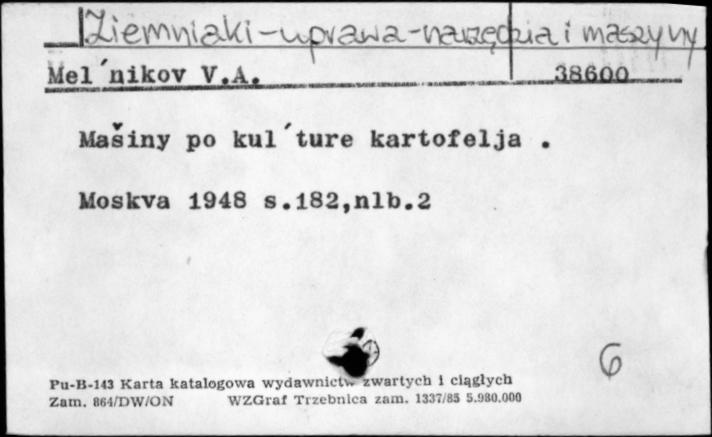 Ziemniaki-uprawa-narzędzia i maszyny
Mel´nikov V.A. 38600
Mašiny po kul´ture kartofelja .
Moskva 1948 s.182,nlb.2
6
Pu-B-143 Karta katalogowa wydawnictw zwartych i ciągłych
Zam. 864/DW/ON WZGraf Trzebnica zam. 1337/85 5.980.000